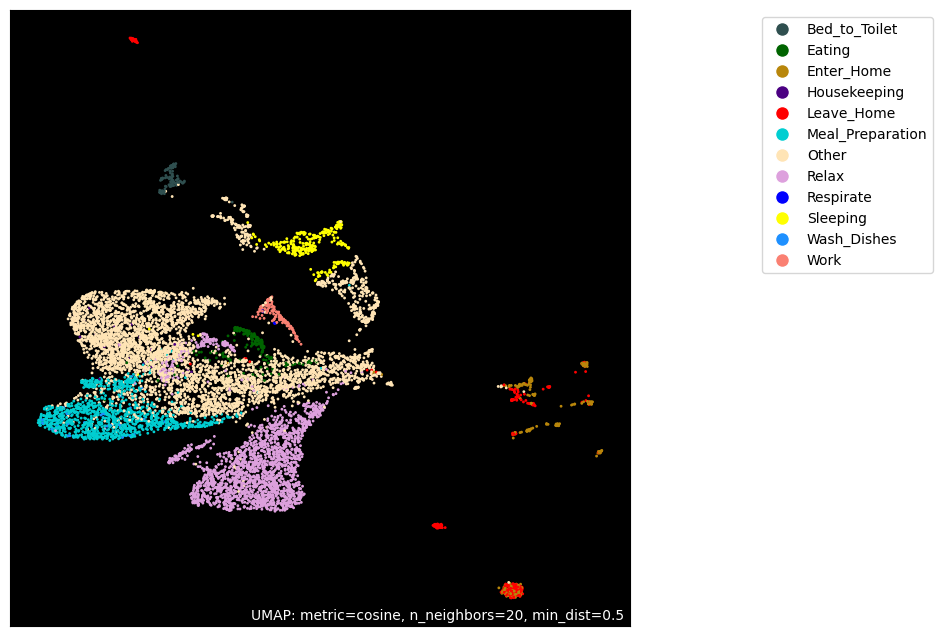 Bed_to_Toilet
Eating
Enter_Home
Housekeeping
Leave_Home
Meal_Preparation
Other
Relax
Respirate
Sleeping
Wash_Dishes
Work
UMAP: metric=cosine, n_neighbors=20, min_dist=0.5